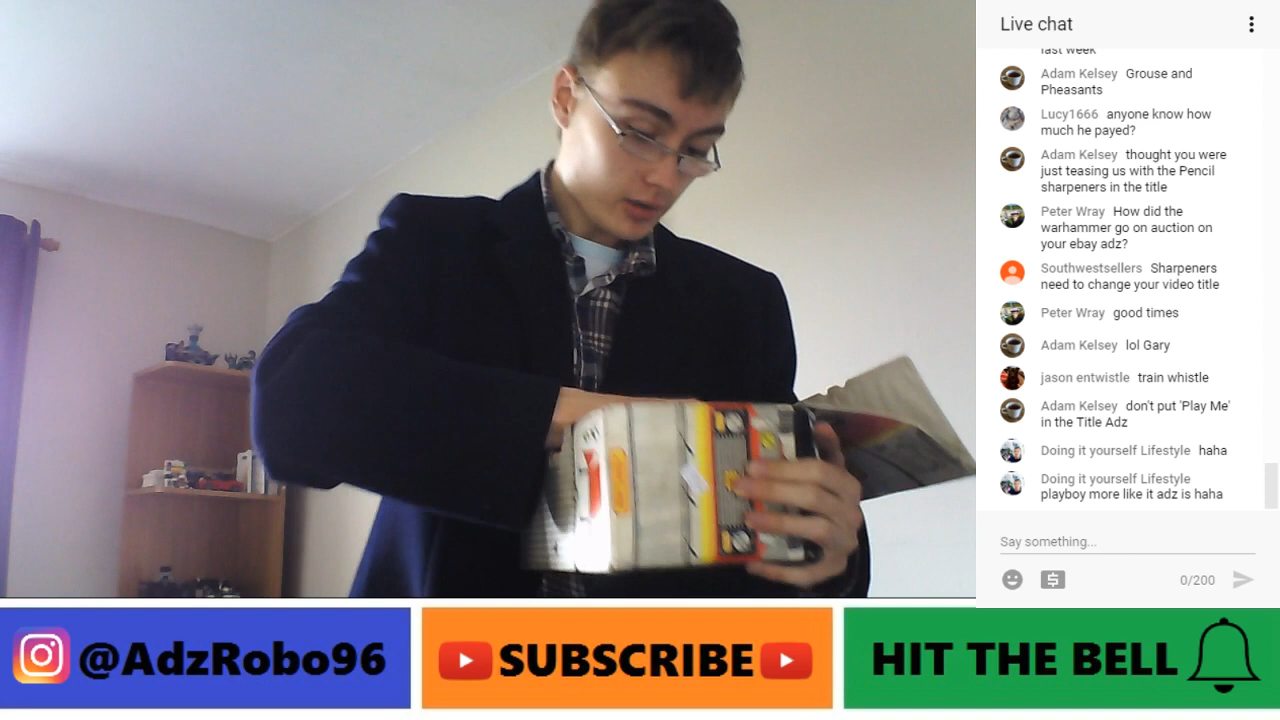 Live chat
last week
Adam Kelsey Grouse and
Pheasants
Lucy1666 anyone know how
much he payed?
Adam Kelsey thought you were
just teasing us with the Pencil
sharpeners in the title
Peter Wray How did the
warhammer go on auction on
your ebay adz?
Southwestsellers Sharpeners
need to change your video title
Peter Wray good times
Adam Kelsey lol Gary
jason entwistle train whistle
Adam Kelsey don't put 'Play Me'
in the Title Adz
Doing it yourself Lifestyle haha
Doing it yourself Lifestyle
playboy more like it adz is haha
Say something...
0/200
@AdzRobo96
SUBSCRIBE
HIT THE BELL